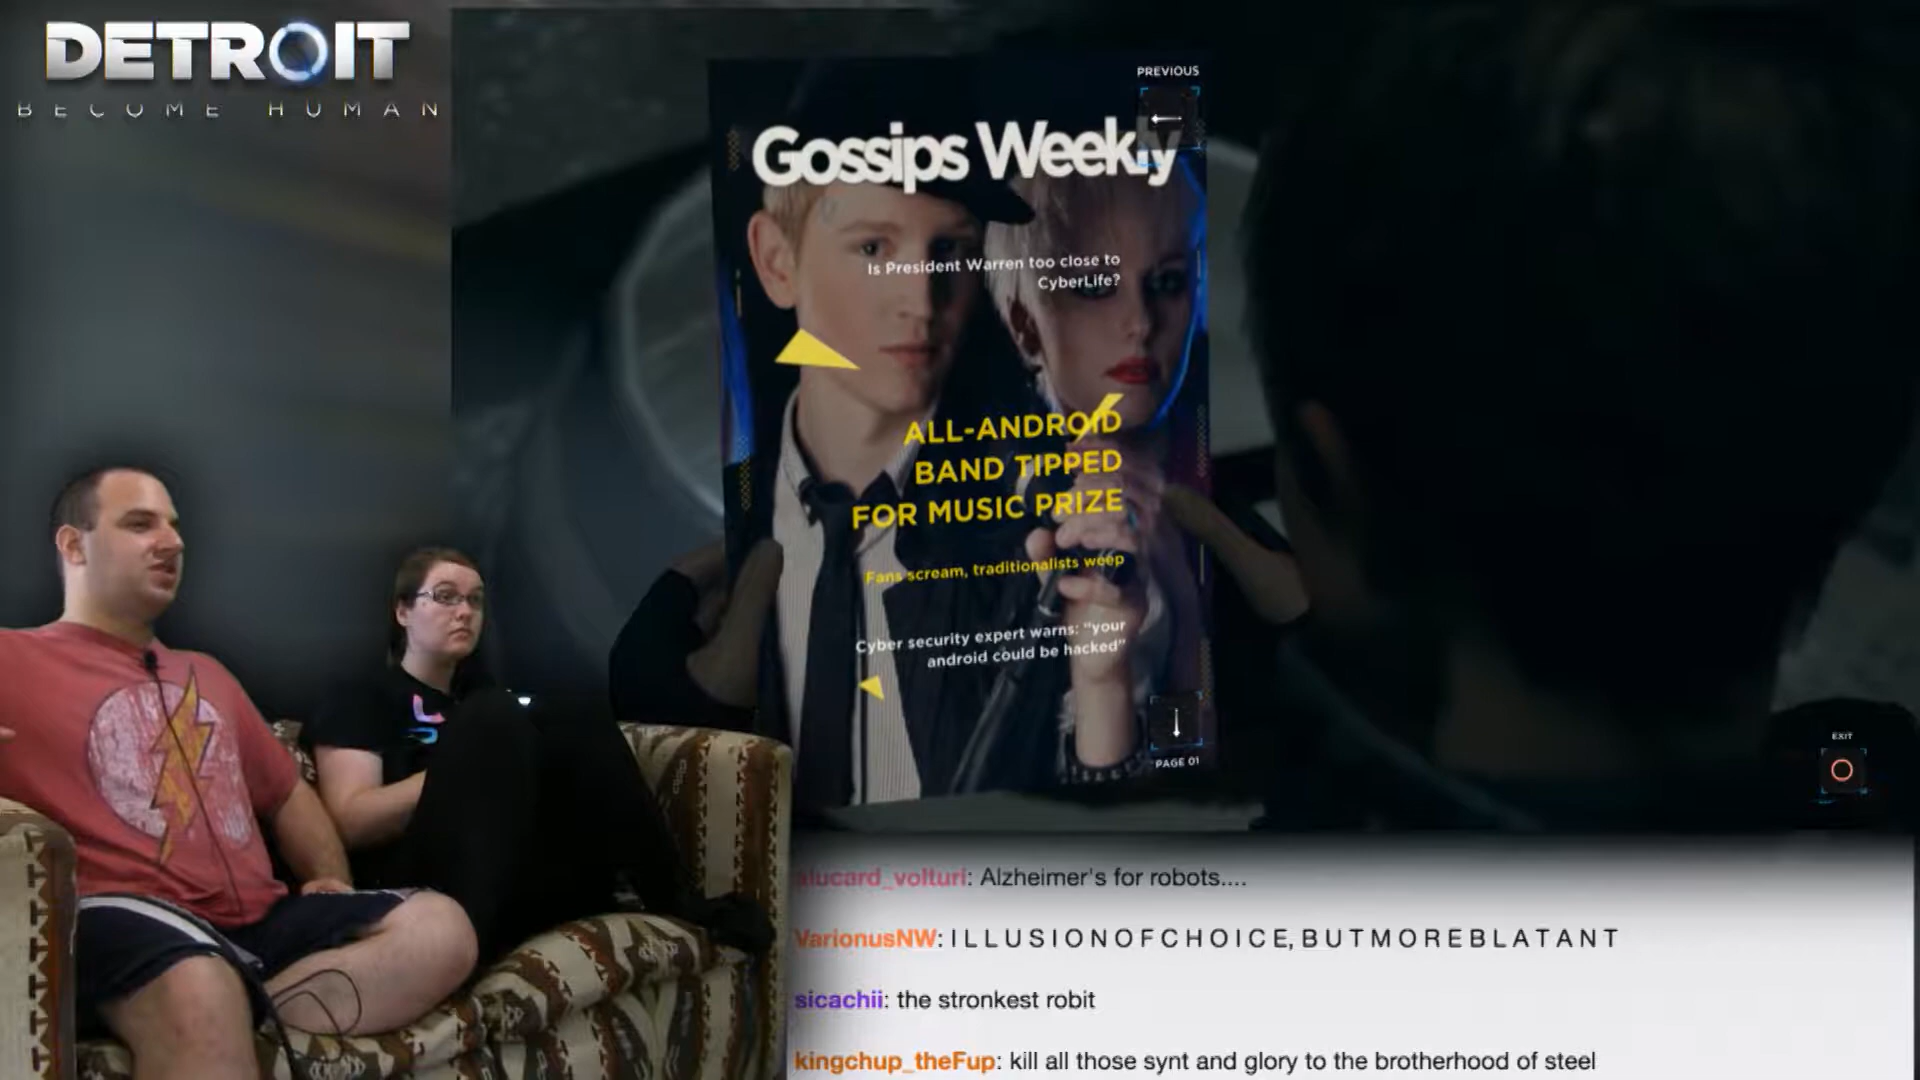 DETROIT
BECOME HUMAN
PREVIOUS
Gossips Weekly
Is President Warren too close to
CyberLife?
ALL-ANDROID
BAND TIPPED
FOR MUSIC PRIZE
Fans scream, traditionalists weep
Cyber security expert warns: "your
android could be hacked"
PAGE 01
EXIT
alucard_volturi: Alzheimer's for robots....
VarionusNW: I L L U S I O N O F C H O I C E, B U T M O R E B L A T A N T
sicachii: the stronkest robit
kingchup_theFup: kill all those synt and glory to the brotherhood of steel